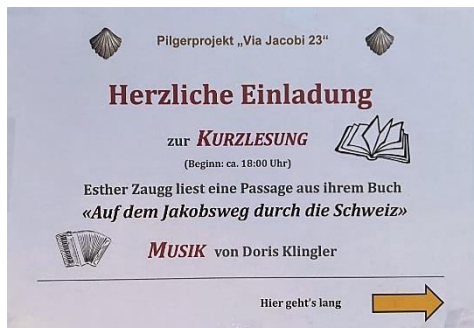 Pilgerprojekt „Via Jacobi 23“
Herzliche Einladung
zur KURZLESUNG
(Beginn: ca. 18:00 Uhr)
Esther Zaugg liest eine Passage aus ihrem Buch
«Auf dem Jakobsweg durch die Schweiz»
MUSIK von Doris Klingler
Hier geht's lang